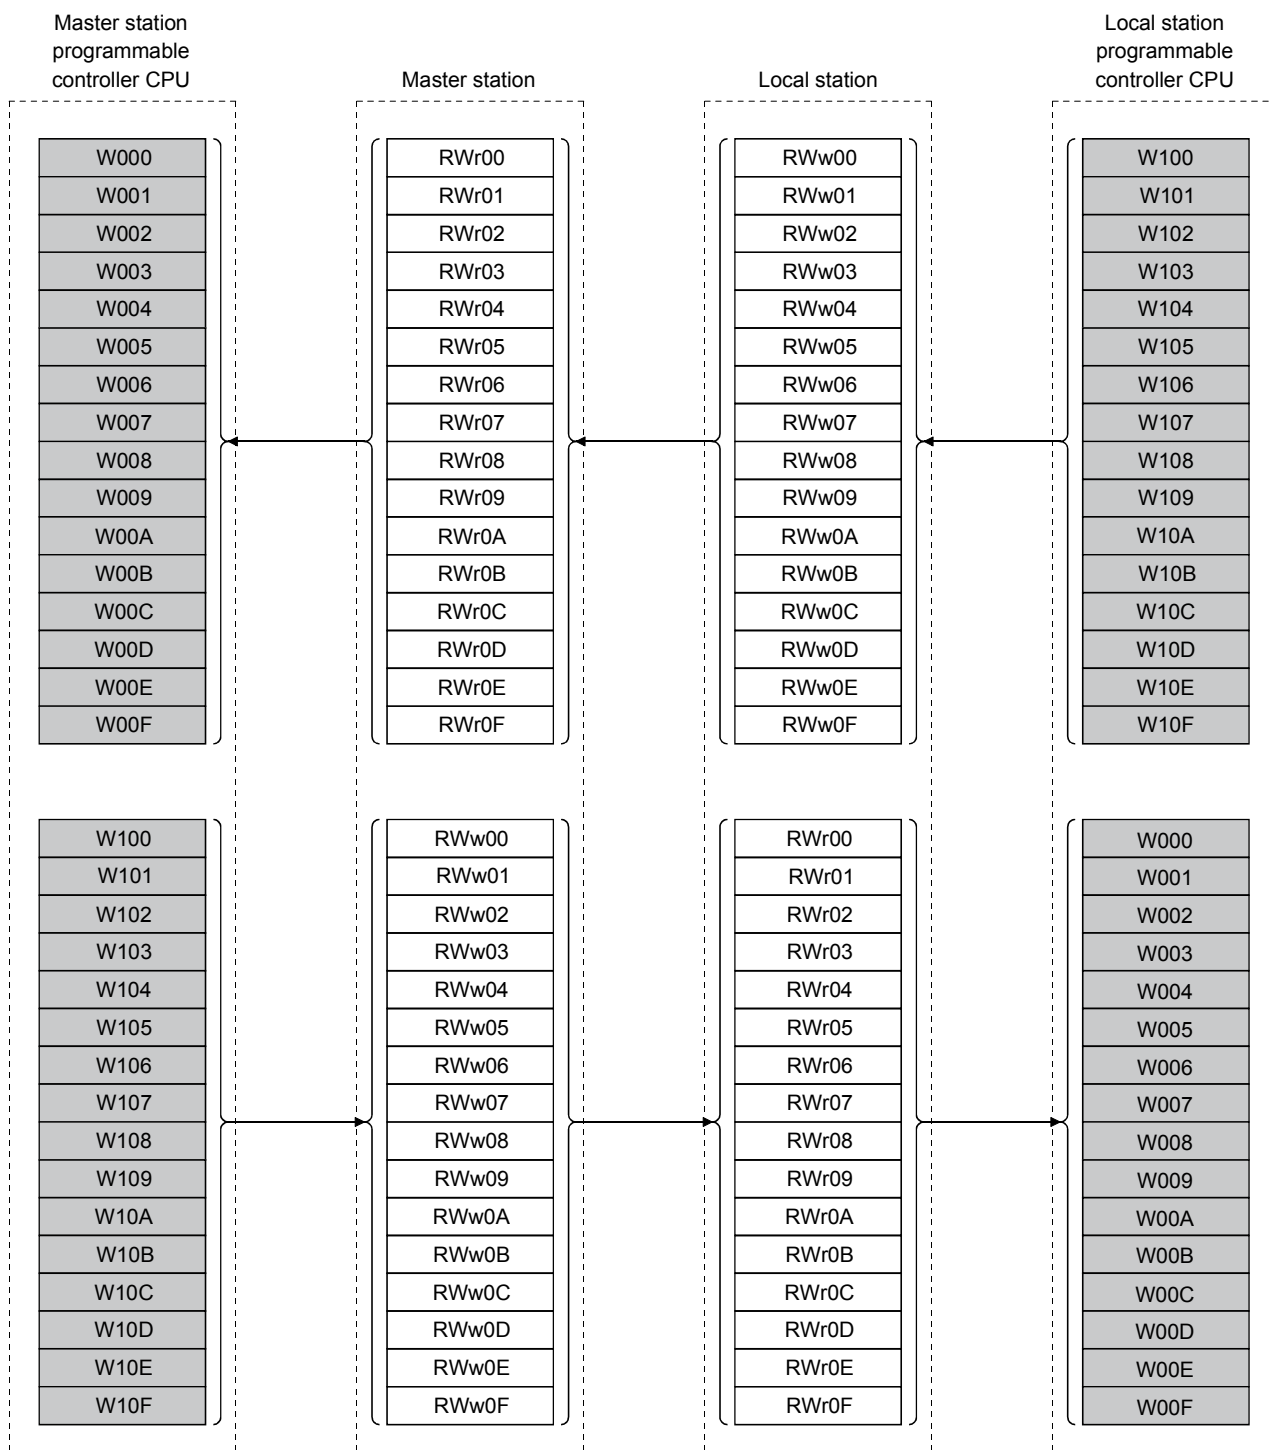 Master station
programmable
controller CPU
Master station
Local station
Local station
programmable
controller CPU
W000 RWr00 RWw00 W100
W001 RWr01 RWw01 W101
W002 RWr02 RWw02 W102
W003 RWr03 RWw03 W103
W004 RWr04 RWw04 W104
W005 RWr05 RWw05 W105
W006 RWr06 RWw06 W106
W007 RWr07 RWw07 W107
W008 RWr08 RWw08 W108
W009 RWr09 RWw09 W109
W00A RWr0A RWw0A W10A
W00B RWr0B RWw0B W10B
W00C RWr0C RWw0C W10C
W00D RWr0D RWw0D W10D
W00E RWr0E RWw0E W10E
W00F RWr0F RWw0F W10F
W100 RWw00 RWr00 W000
W101 RWw01 RWr01 W001
W102 RWw02 RWr02 W002
W103 RWw03 RWr03 W003
W104 RWw04 RWr04 W004
W105 RWw05 RWr05 W005
W106 RWw06 RWr06 W006
W107 RWw07 RWr07 W007
W108 RWw08 RWr08 W008
W109 RWw09 RWr09 W009
W10A RWw0A RWr0A W00A
W10B RWw0B RWr0B W00B
W10C RWw0C RWr0C W00C
W10D RWw0D RWr0D W00D
W10E RWw0E RWr0E W00E
W10F RWw0F RWr0F W00F